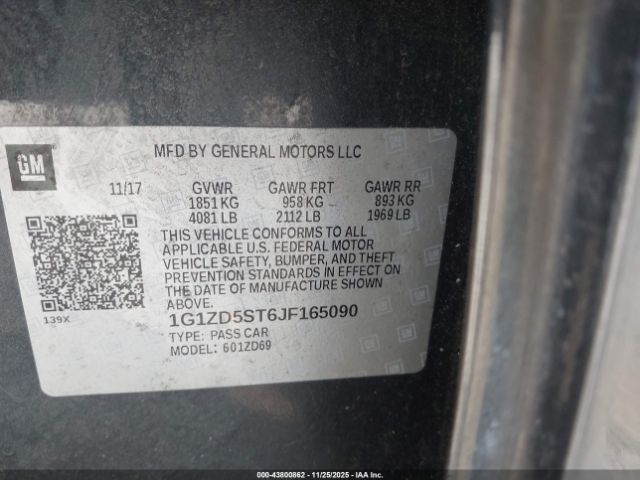 GM
MFD BY GENERAL MOTORS LLC
11/17 GVWR GAWR FRT GAWR RR
1851 KG 958 KG 893 KG
4081 LB 2112 LB 1969 LB
THIS VEHICLE CONFORMS TO ALL
APPLICABLE U.S. FEDERAL MOTOR
VEHICLE SAFETY, BUMPER, AND THEFT
PREVENTION STANDARDS IN EFFECT ON
THE DATE OF MANUFACTURE SHOWN
ABOVE.
139X
1G1ZD5ST6JF165090
TYPE: PASS CAR
MODEL: 601ZD69
000-43800862 - 11/25/2025 - IAA Inc.